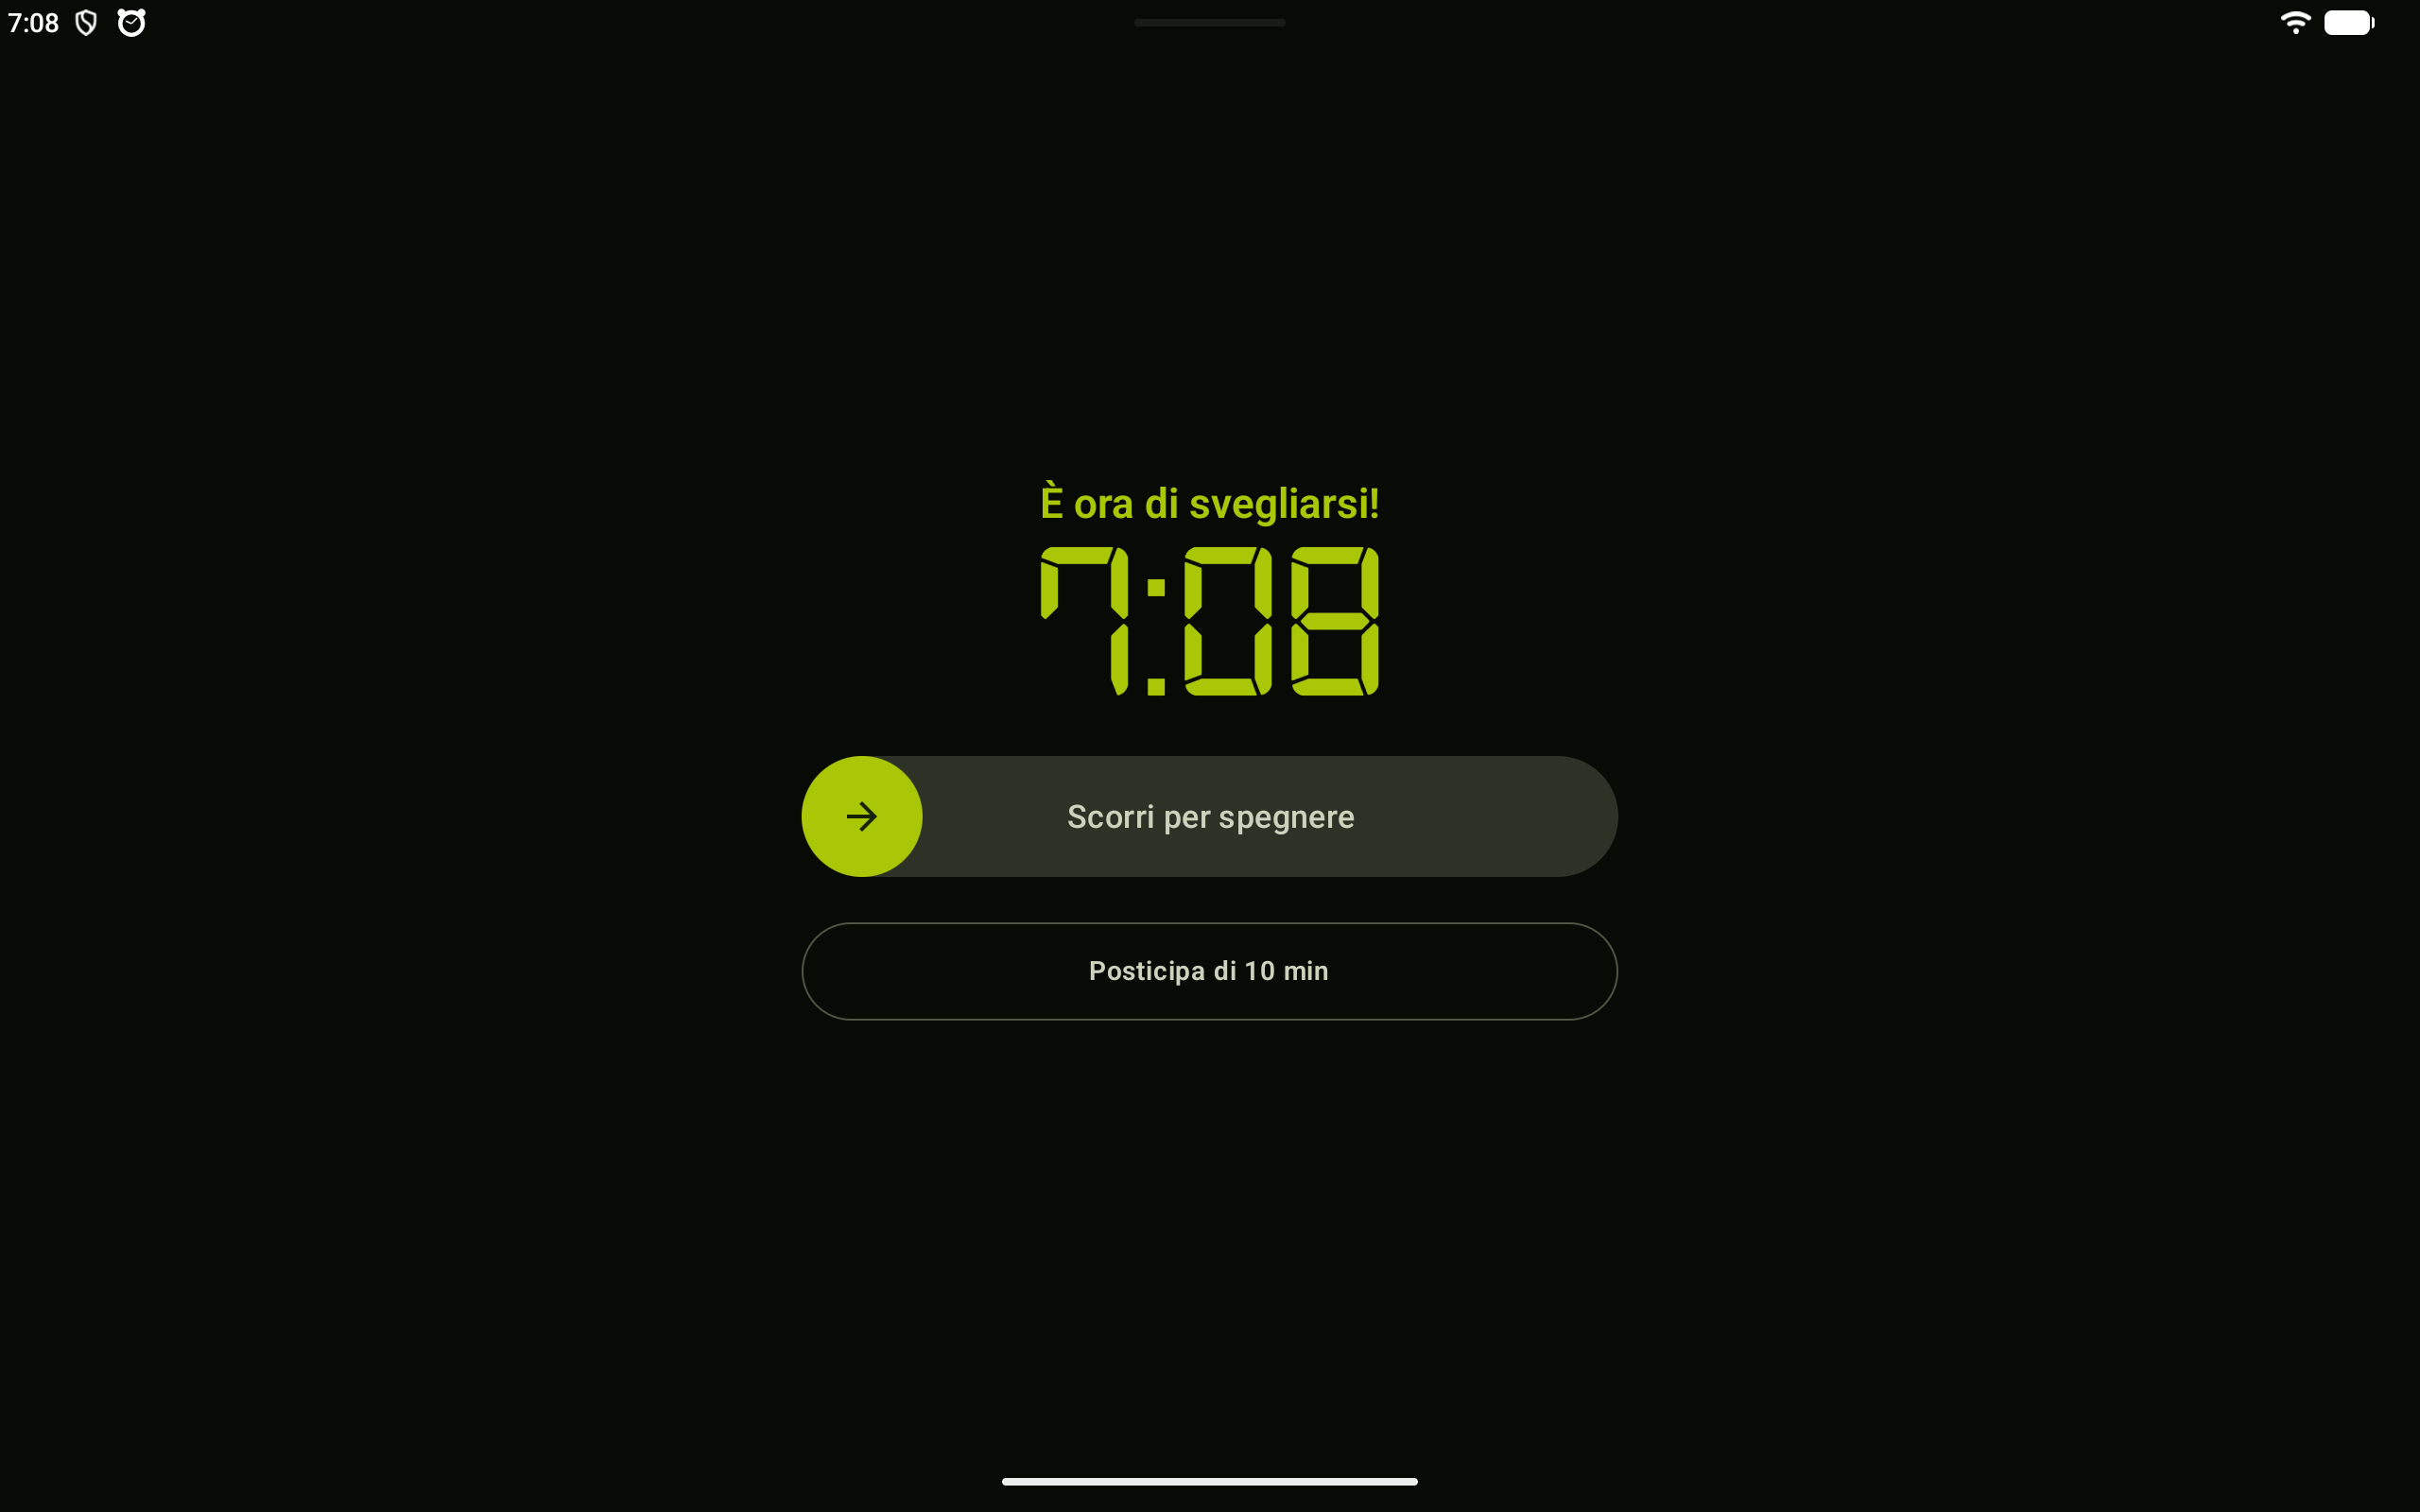 7:08
È ora di svegliarsi!
7:08
Scorri per spegnere
Posticipa di 10 min